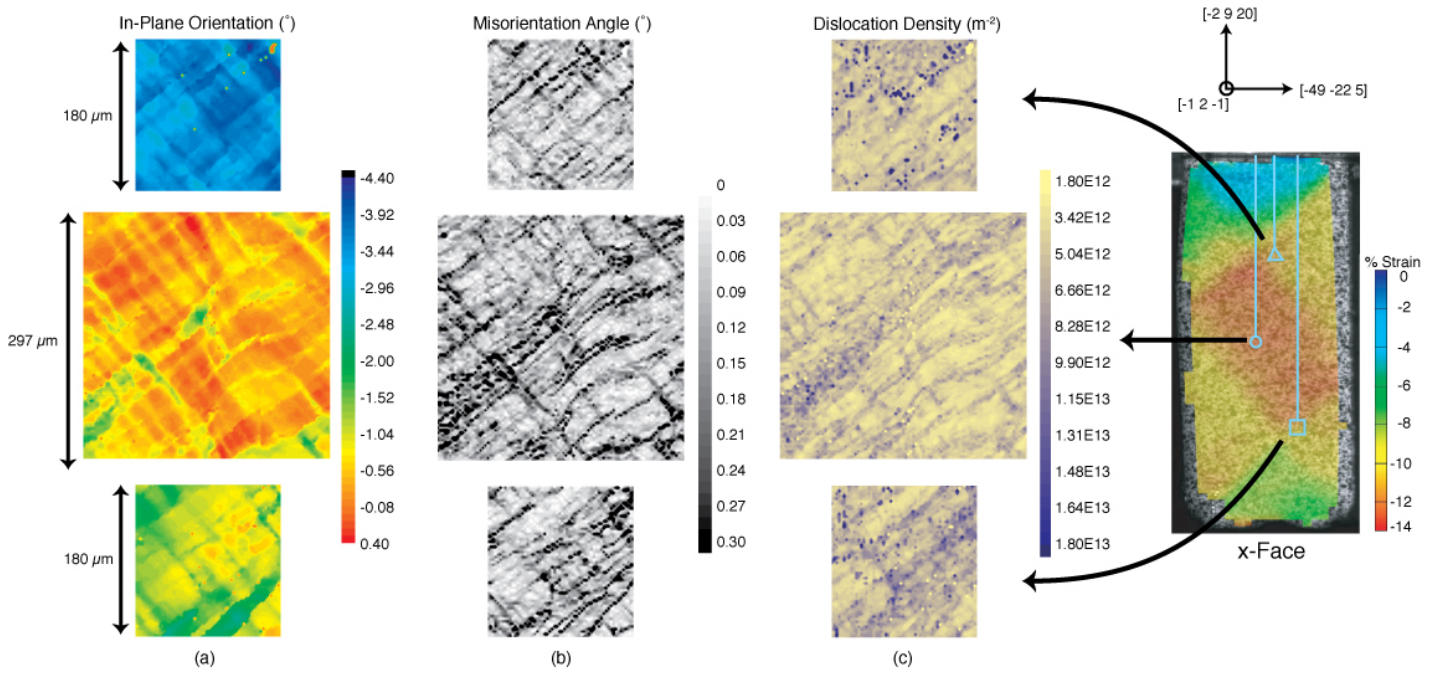 In-Plane Orientation (°)
Misorientation Angle (°)
Dislocation Density (m-2)
[-2 9 20]
[-1 2 -1]
[-49 -22 5]
180 µm
297 µm
180 µm
-4.40
-3.92
-3.44
-2.96
-2.48
-2.00
-1.52
-1.04
-0.56
-0.08
0.40
0
0.03
0.06
0.09
0.12
0.15
0.18
0.21
0.24
0.27
0.30
1.80E12
3.42E12
5.04E12
6.66E12
8.28E12
9.90E12
1.15E13
1.31E13
1.48E13
1.64E13
1.80E13
% Strain
0
-2
-4
-6
-8
-10
-12
-14
x-Face
(a)
(b)
(c)